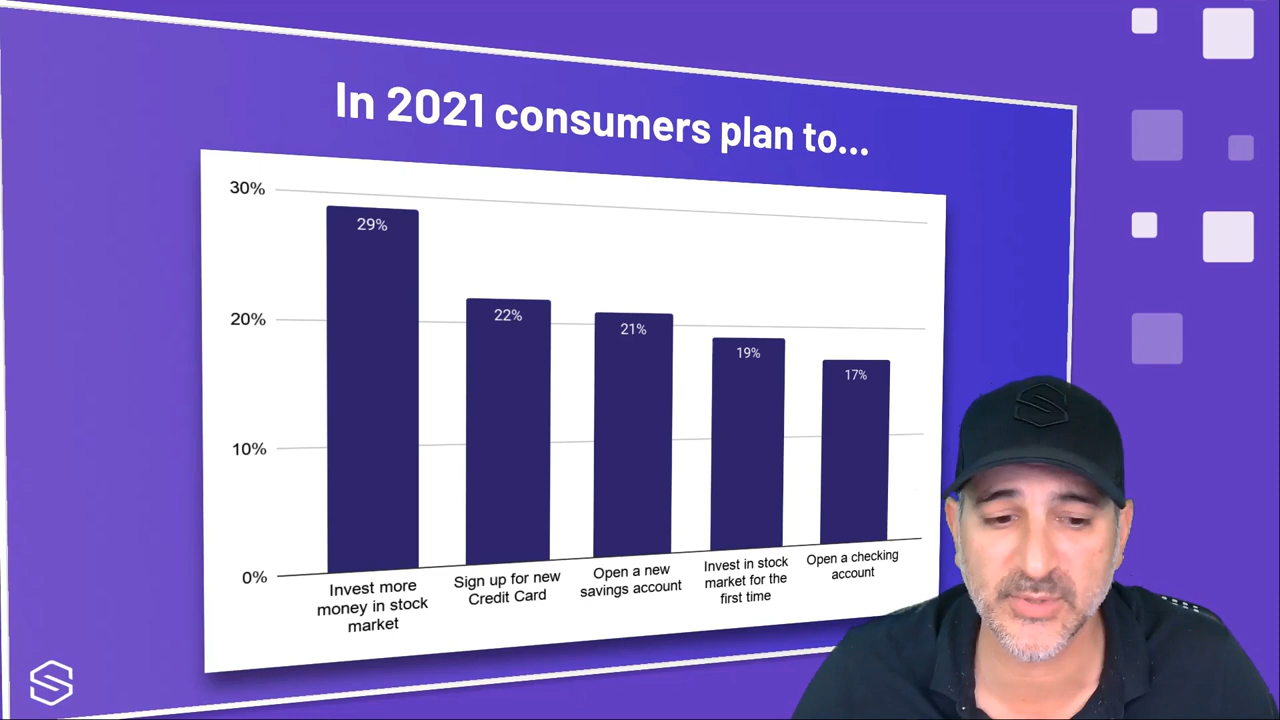 In 2021 consumers plan to...
30%
29%
22%
20%
21%
19%
17%
10%
0%
Invest more
money in stock
market
Sign up for new
Credit Card
Open a new
savings account
Invest in stock
market for the
first time
Open a checking
account